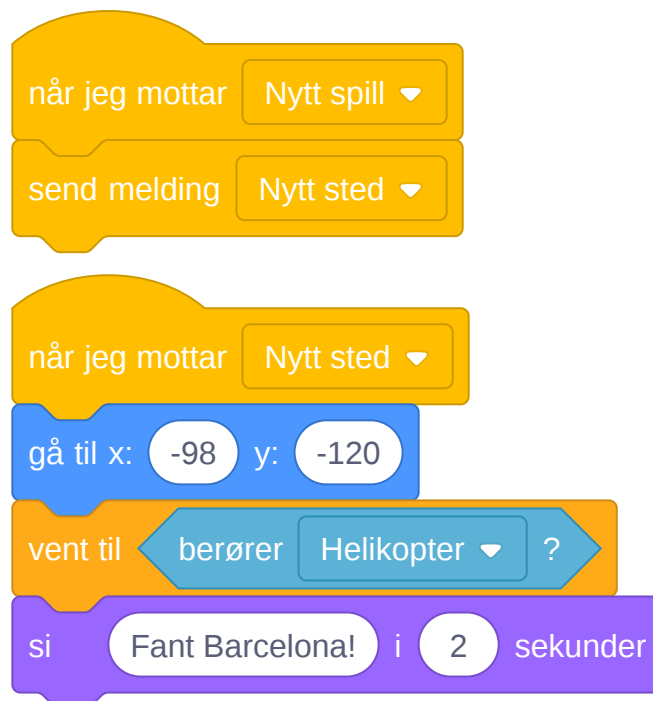 når jeg mottar Nytt spill
send melding Nytt sted
når jeg mottar Nytt sted
gå til x: -98 y: -120
vent til berører Helikopter ?
si Fant Barcelona! i 2 sekunder